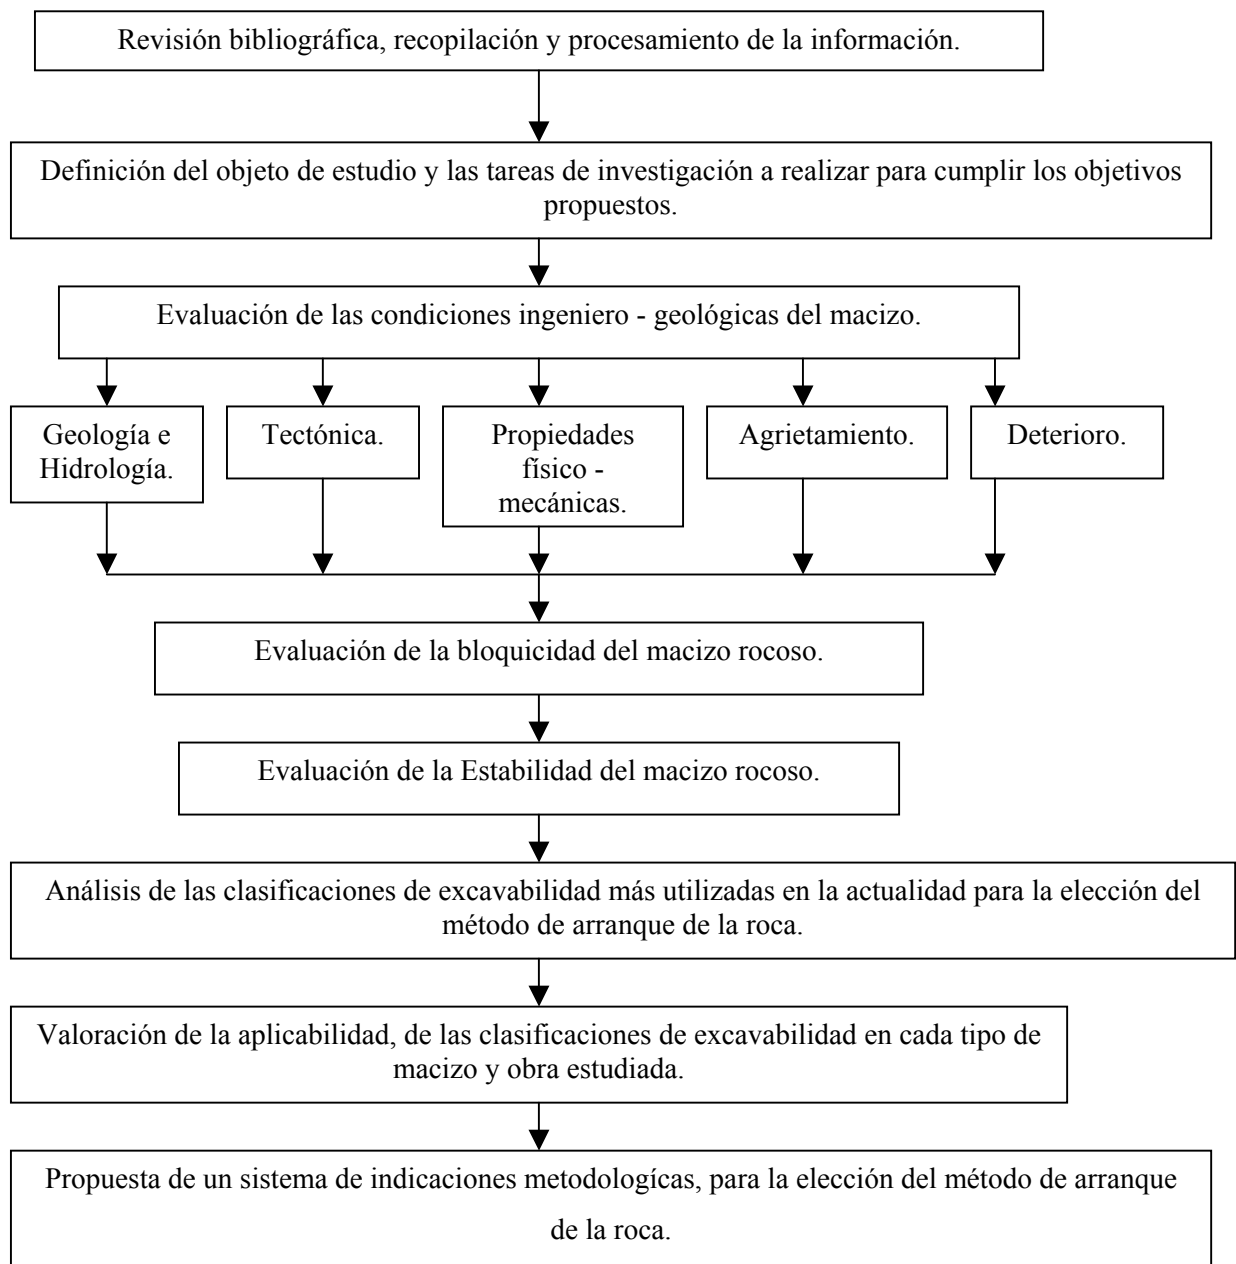 Revisión bibliográfica, recopilación y procesamiento de la información.
Definición del objeto de estudio y las tareas de investigación a realizar para cumplir los objetivos
propuestos.
Evaluación de las condiciones ingeniero - geológicas del macizo.
Geología e
Hidrología.
Tectónica.
Propiedades
físico -
mecánicas.
Agrietamiento.
Deterioro.
Evaluación de la bloquicidad del macizo rocoso.
Evaluación de la Estabilidad del macizo rocoso.
Análisis de las clasificaciones de excavabilidad más utilizadas en la actualidad para la elección del
método de arranque de la roca.
Valoración de la aplicabilidad, de las clasificaciones de excavabilidad en cada tipo de
macizo y obra estudiada.
Propuesta de un sistema de indicaciones metodologícas, para la elección del método de arranque
de la roca.